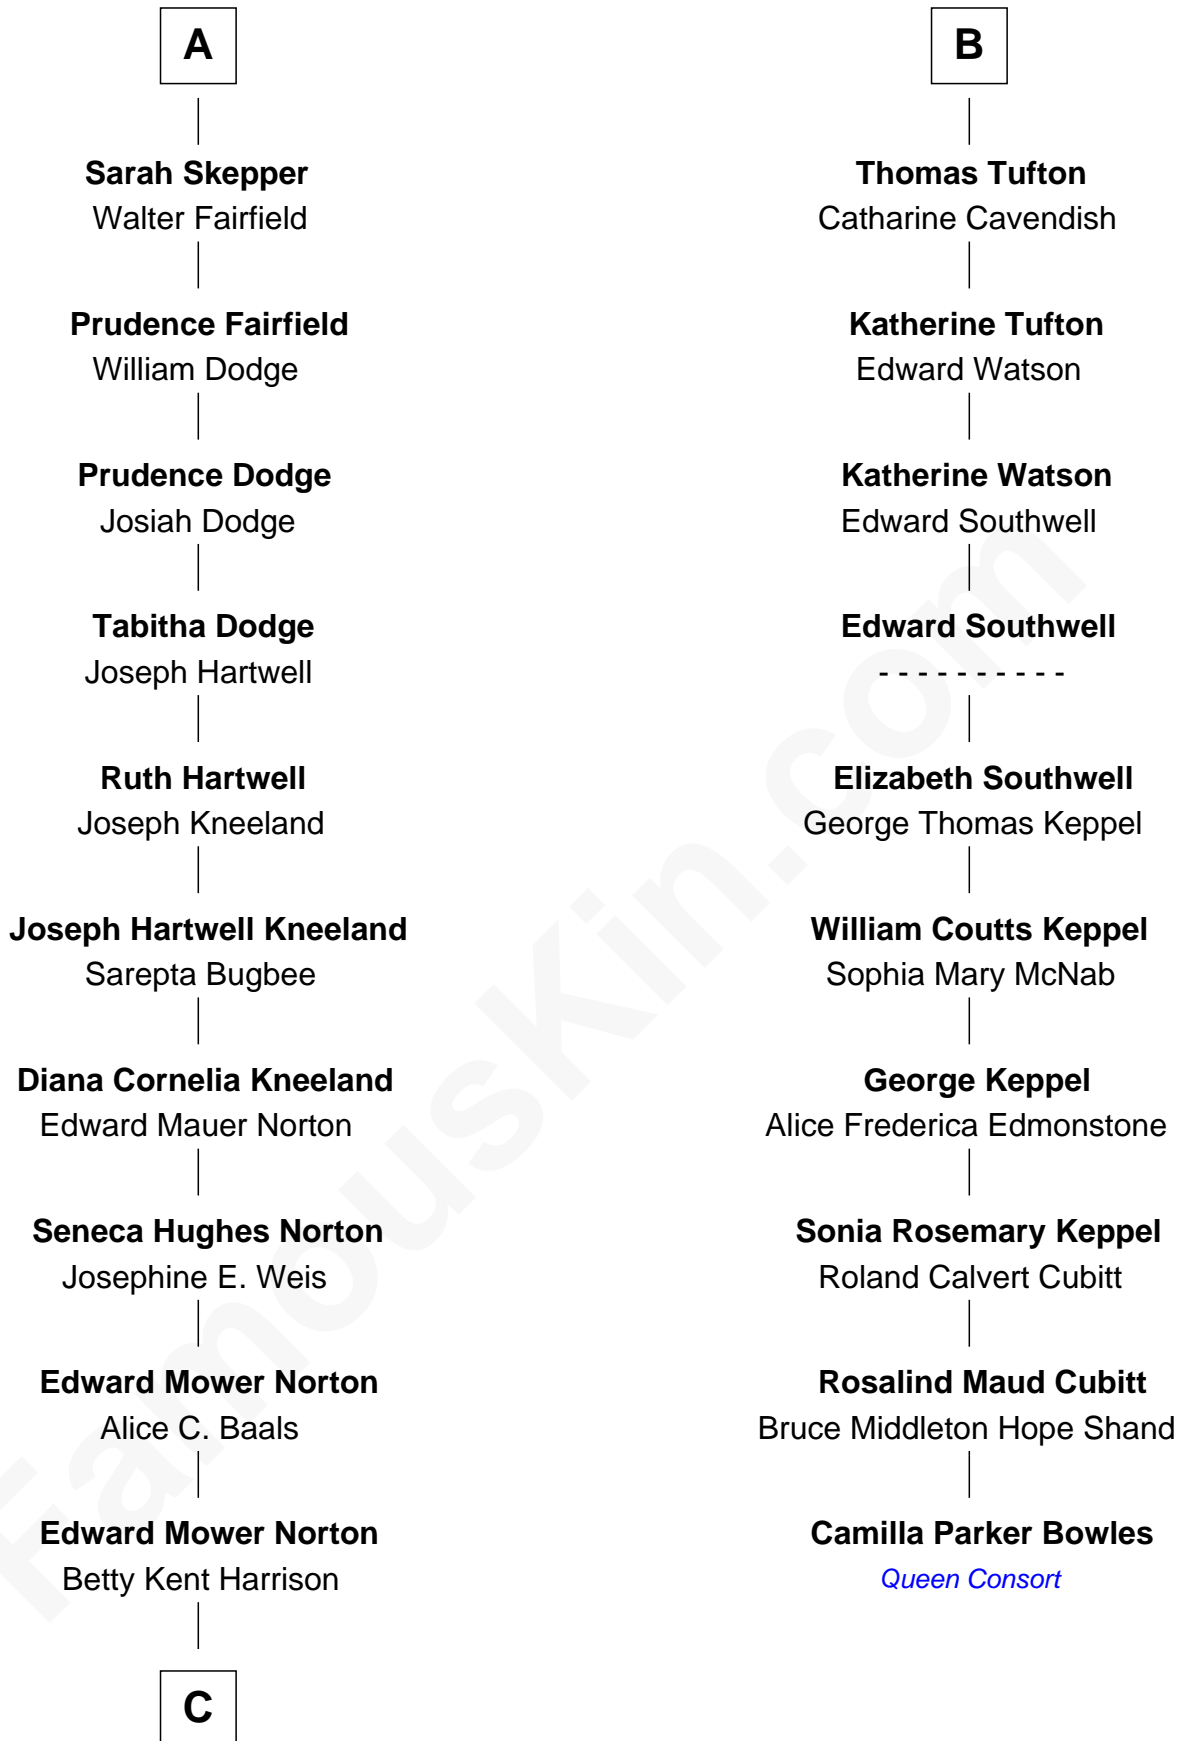 A
Sarah Skepper
Walter Fairfield
Prudence Fairfield
William Dodge
Prudence Dodge
Josiah Dodge
Tabitha Dodge
Joseph Hartwell
Ruth Hartwell
Joseph Kneeland
Joseph Hartwell Kneeland
Sarepta Bugbee
Diana Cornelia Kneeland
Edward Mauer Norton
Seneca Hughes Norton
Josephine E. Weis
Edward Mower Norton
Alice C. Baals
Edward Mower Norton
Betty Kent Harrison
C
B
Thomas Tufton
Catharine Cavendish
Katherine Tufton
Edward Watson
Katherine Watson
Edward Southwell
Edward Southwell
- - - - - - - - - -
Elizabeth Southwell
George Thomas Keppel
William Coutts Keppel
Sophia Mary McNab
George Keppel
Alice Frederica Edmonstone
Sonia Rosemary Keppel
Roland Calvert Cubitt
Rosalind Maud Cubitt
Bruce Middleton Hope Shand
Camilla Parker Bowles
Queen Consort
FamousKin.com